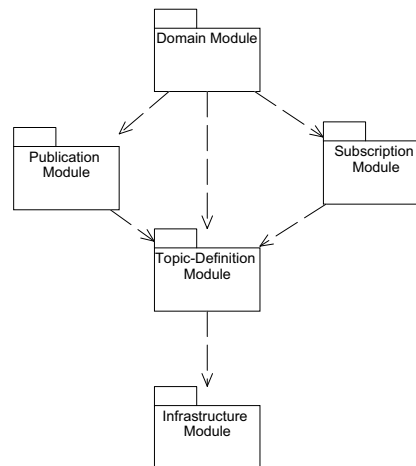 Domain Module
Publication
Module
Subscription
Module
Topic-Definition
Module
Infrastructure
Module